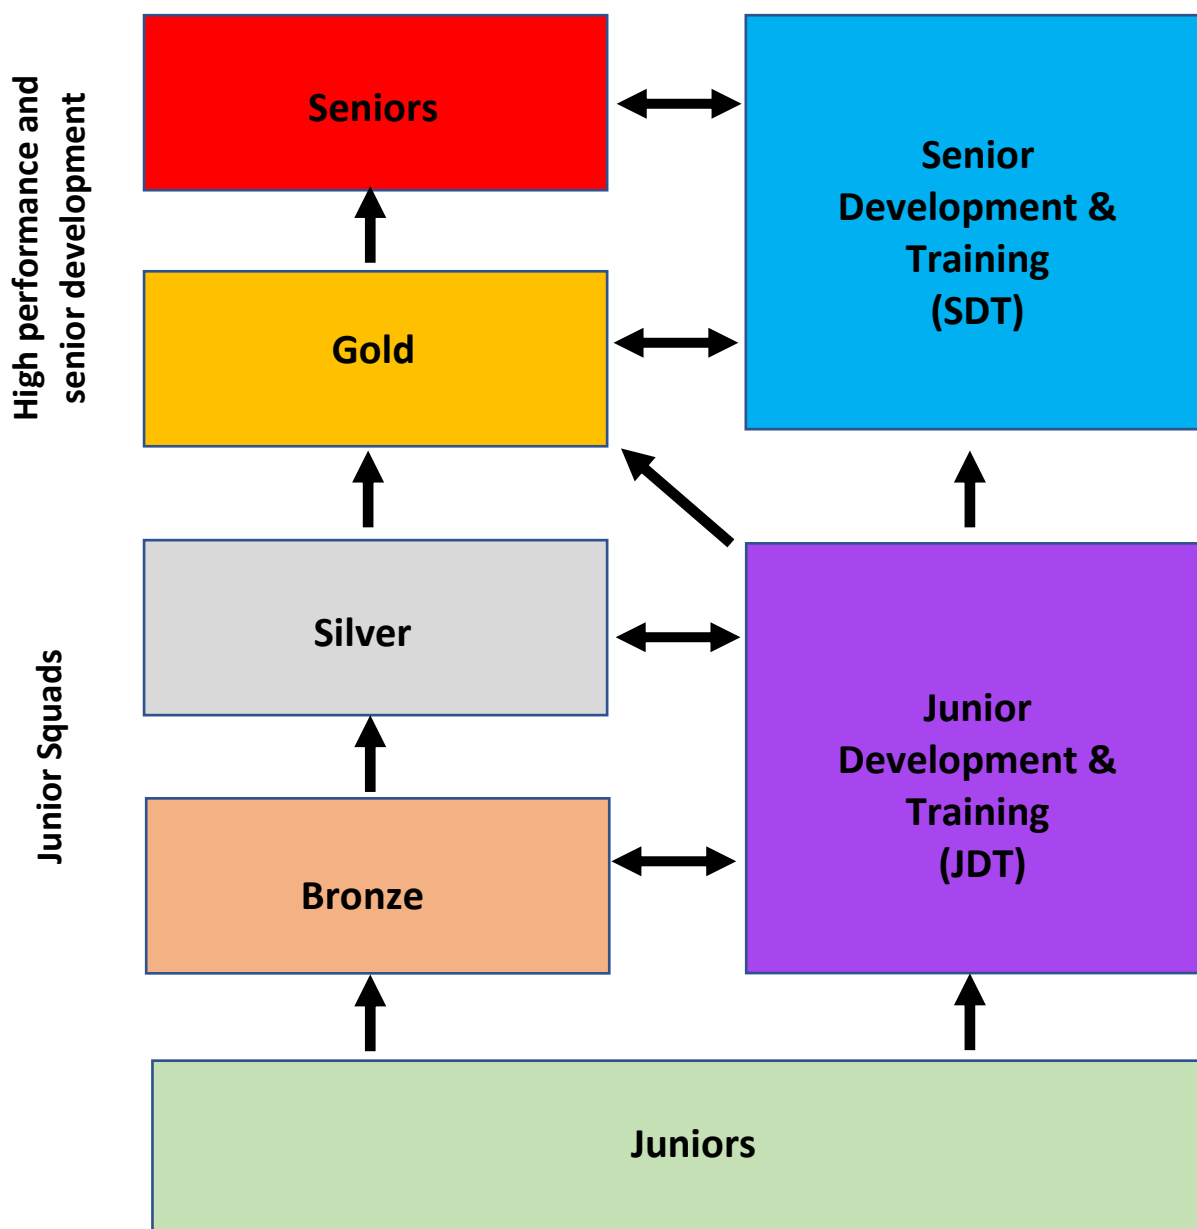 High performance and
senior development
Seniors
Senior
Development &
Training
(SDT)
Gold
Junior Squads
Silver
Junior
Development &
Training
(JDT)
Bronze
Juniors